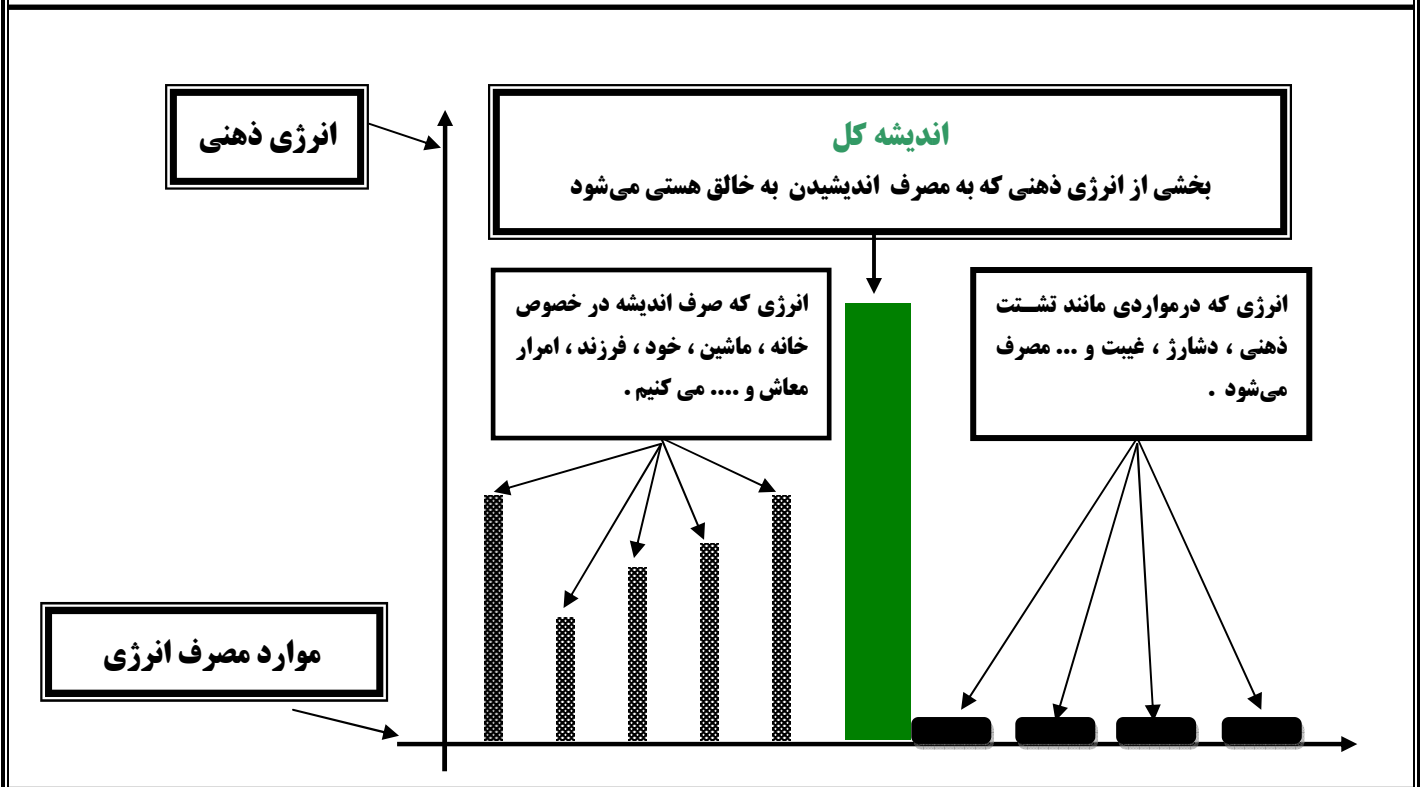 انرژی ذهنی
اندیشه کل
بخشی از انرژی ذهنی که به مصرف اندیشیدن به خالق هستی می‌شود
انرژی که درمواردی مانند تشــتت
ذهنی ، دشارژ ، غیبت و ... مصرف
می‌شود .
انرژی که صرف اندیشه در خصوص
خانه ، ماشین ، خود ، فرزند ، امرار
معاش و .... می کنیم .
موارد مصرف انرژی